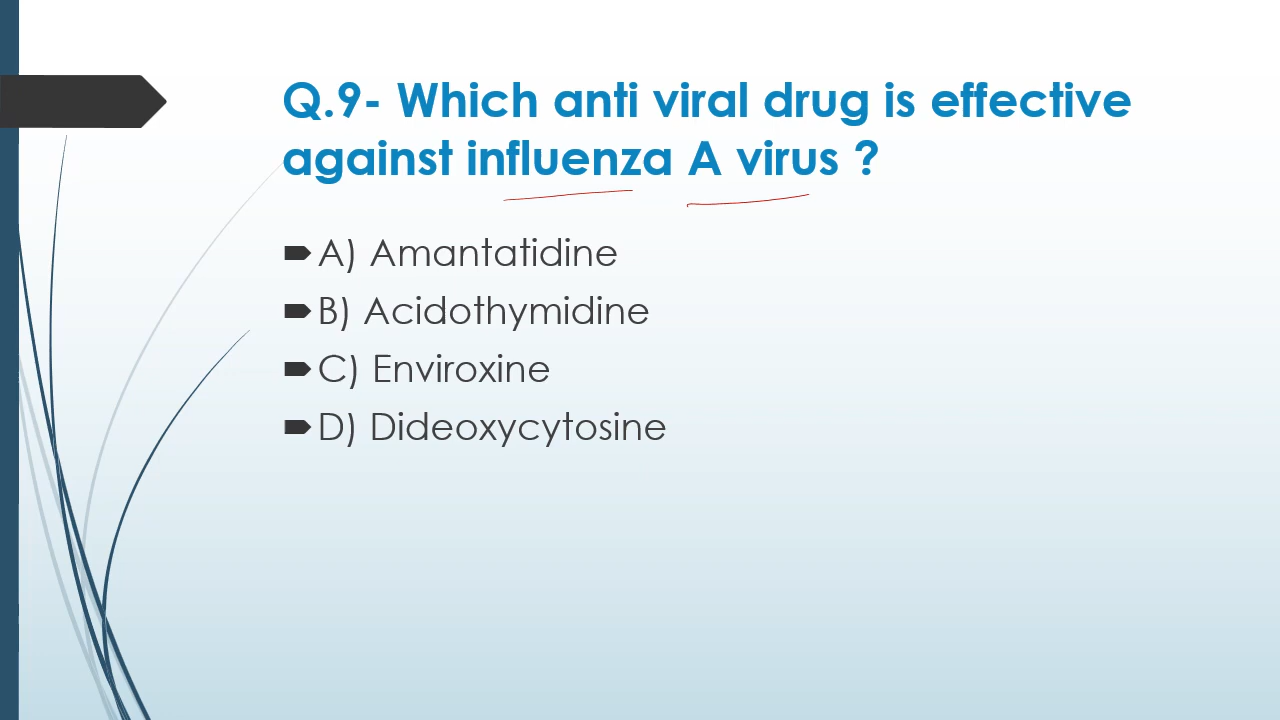 Q.9- Which anti viral drug is effective
against influenza A virus ?
A) Amantatidine
B) Acidothymidine
C) Enviroxine
D) Dideoxycytosine